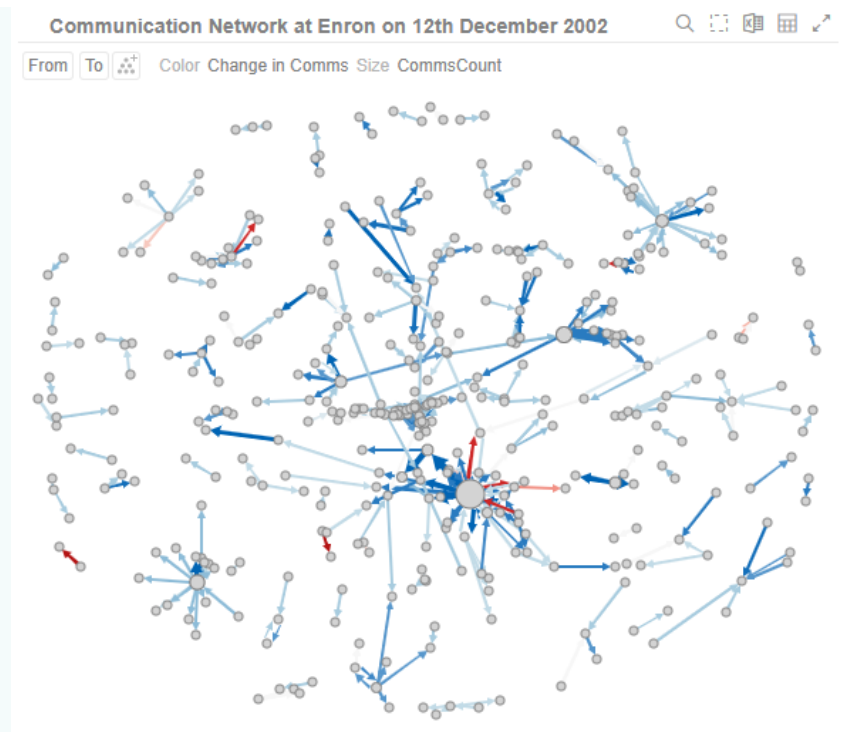 Communication Network at Enron on 12th December 2002
From To Color Change in Comms Size CommsCount